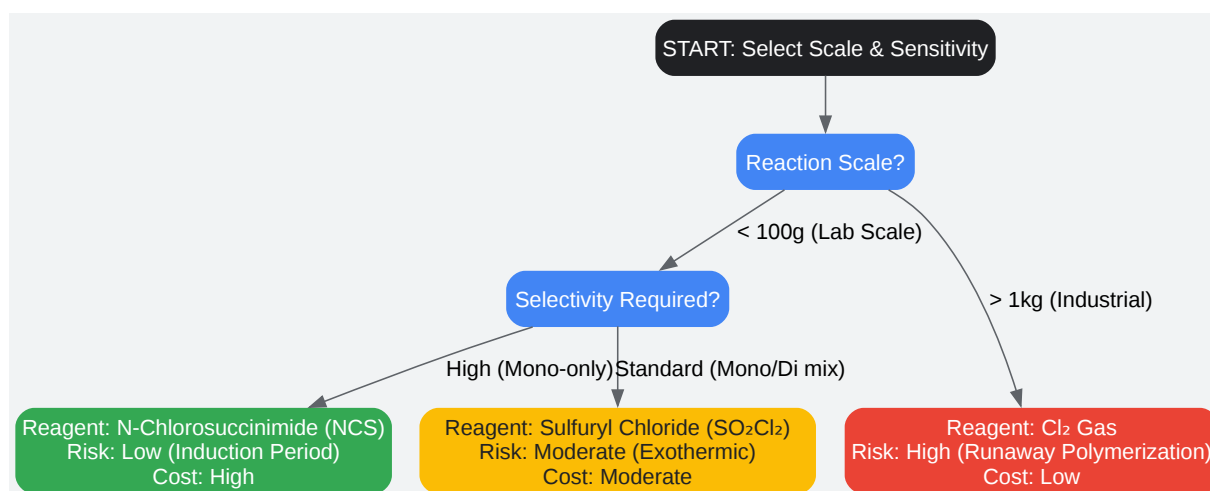 START: Select Scale & Sensitivity
Reaction Scale?
< 100g (Lab Scale)
Selectivity Required?
> 1kg (Industrial)
High (Mono-only)
Standard (Mono/Di mix)
Reagent: N-Chlorosuccinimide (NCS)
Risk: Low (Induction Period)
Cost: High
Reagent: Sulfuryl Chloride (SO₂Cl₂)
Risk: Moderate (Exothermic)
Cost: Moderate
Reagent: Cl₂ Gas
Risk: High (Runaway Polymerization)
Cost: Low